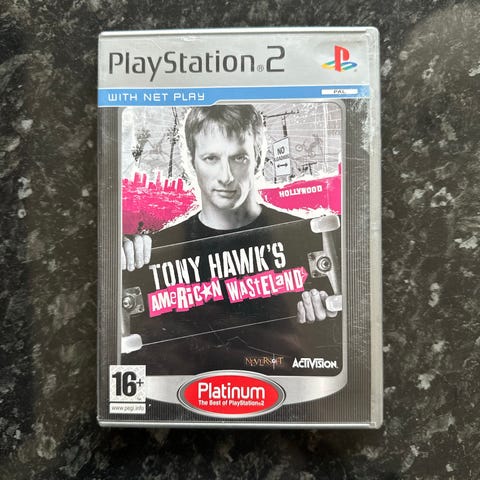 PlayStation®2
WITH NET PLAY
PAL
NO
HOLLYWOOD
TONY HAWK'S
AMERICAN WASTELAND
NEVERSOFT
ACTIVISION
16+
www.pegi.info
Platinum
The Best of PlayStation®2